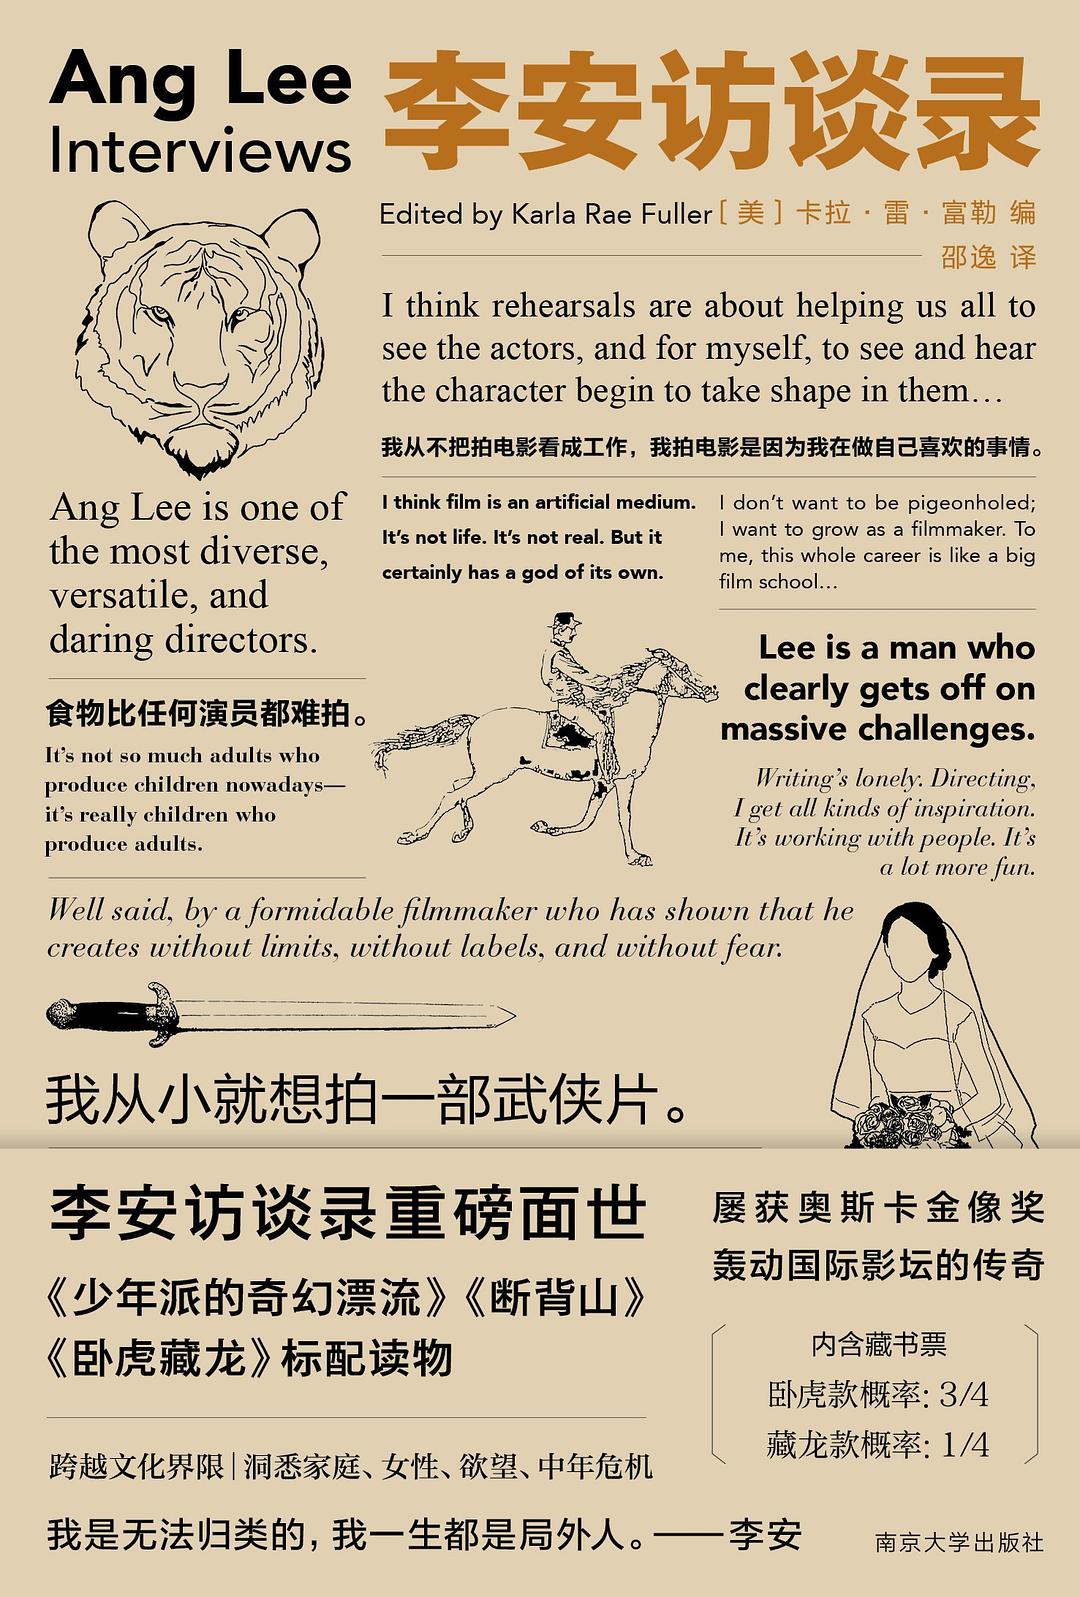 Ang Lee
Interviews
李安访谈录
Edited by Karla Rae Fuller [美] 卡拉·雷·富勒 编
邵逸 译
I think rehearsals are about helping us all to
see the actors, and for myself, to see and hear
the character begin to take shape in them…
我从不把拍电影看成工作，我拍电影是因为我在做自己喜欢的事情。
Ang Lee is one of
the most diverse,
versatile, and
daring directors.
I think film is an artificial medium.
It's not life. It's not real. But it
certainly has a god of its own.
I don't want to be pigeonholed;
I want to grow as a filmmaker. To
me, this whole career is like a big
film school…
Lee is a man who
clearly gets off on
massive challenges.
食物比任何演员都难拍。
It's not so much adults who
produce children nowadays—
it's really children who
produce adults.
Writing's lonely. Directing,
I get all kinds of inspiration.
It's working with people. It's
a lot more fun.
Well said, by a formidable filmmaker who has shown that he
creates without limits, without labels, and without fear.
我从小就想拍一部武侠片。
李安访谈录重磅面世
《少年派的奇幻漂流》《断背山》
《卧虎藏龙》标配读物
屡获奥斯卡金像奖
轰动国际影坛的传奇
内含藏书票
卧虎款概率: 3/4
藏龙款概率: 1/4
跨越文化界限|洞悉家庭、女性、欲望、中年危机
我是无法归类的, 我一生都是局外人。——李安
南京大学出版社